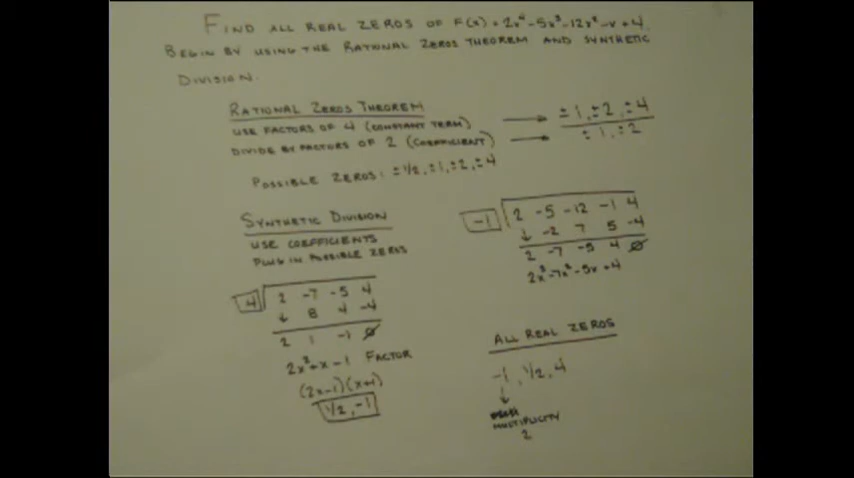 FIND ALL REAL ZEROS OF F(x) = 2x⁴-5x³-12x²-x+4.
BEGIN BY USING THE RATIONAL ZEROS THEOREM AND SYNTHETIC
DIVISION.
RATIONAL ZEROS THEOREM
USE FACTORS OF 4 (CONSTANT TERM) → ±1, ±2, ±4
DIVIDE BY FACTORS OF 2 (COEFFICIENT) → ±1, ±2
POSSIBLE ZEROS: ±1/2, ±1, ±2, ±4
SYNTHETIC DIVISION
USE COEFFICIENTS
PLUG IN POSSIBLE ZEROS
-1 2 -5 -12 -1 4
↓ -2 7 5 -4
2 -7 -5 4 0
2x³-7x²-5x+4
4 2 -7 -5 4
↓ 8 4 -4
2 1 -1 0
2x²+x-1 FACTOR
(2x-1)(x+1)
1/2, -1
ALL REAL ZEROS
-1, 1/2, 4
↓
MULTIPLICITY
2